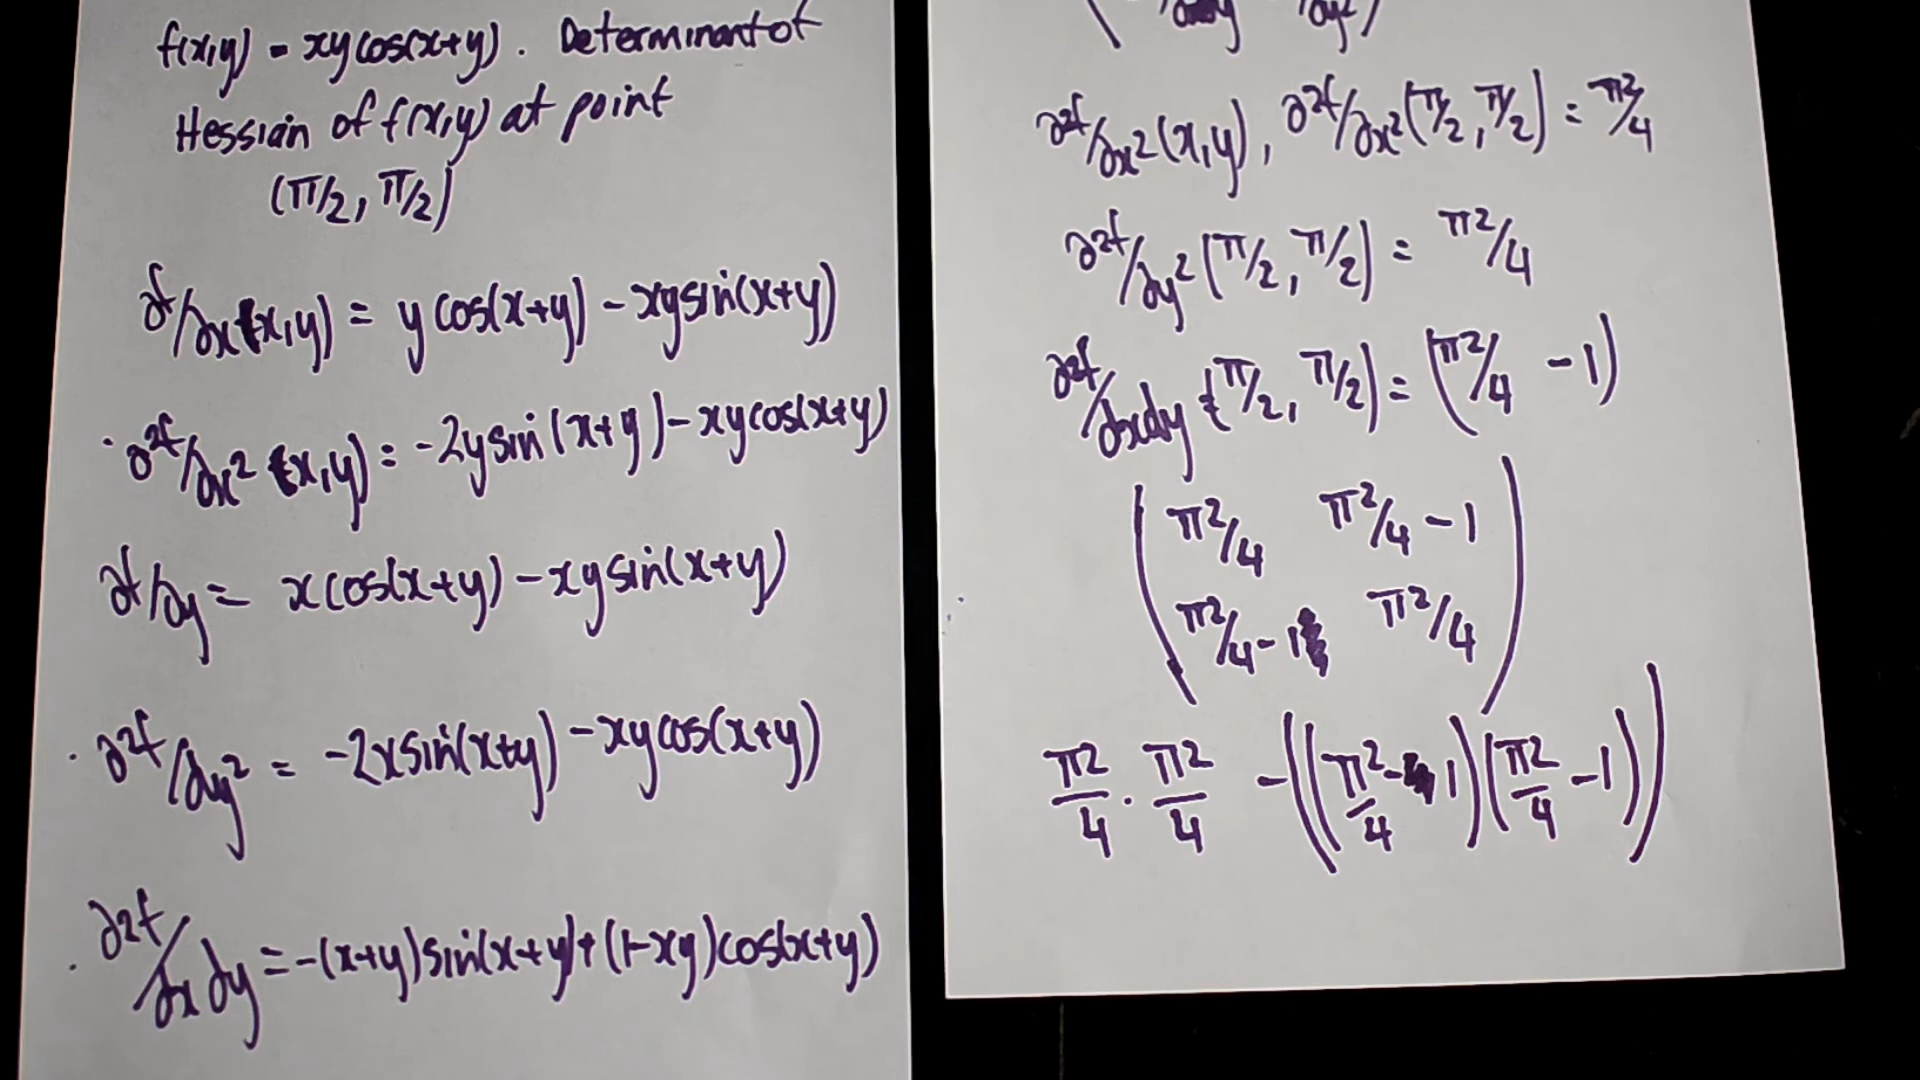 f(x,y) = xy cos(x+y). Determinant of
Hessian of f(x,y) at point
(π/2, π/2)
∂f/∂x(x,y) = y cos(x+y) - xy sin(x+y)
∂²f/∂x² (x,y) = -2y sin(x+y) - xy cos(x+y)
∂f/∂y = x cos(x+y) - xy sin(x+y)
∂²f/∂y² = -2x sin(x+y) - xy cos(x+y)
∂²f/∂x∂y = -(x+y) sin(x+y) + (1-xy) cos(x+y)
∂²f/∂x²(x,y), ∂²f/∂x²(π/2, π/2) = π²/4
∂²f/∂y²(π/2, π/2) = π²/4
∂²f/∂x∂y (π/2, π/2) = (π²/4 - 1)
π²/4 π²/4 - 1
π²/4 - 1 π²/4
π²/4 · π²/4 - ((π²/4 - 1)(π²/4 - 1))